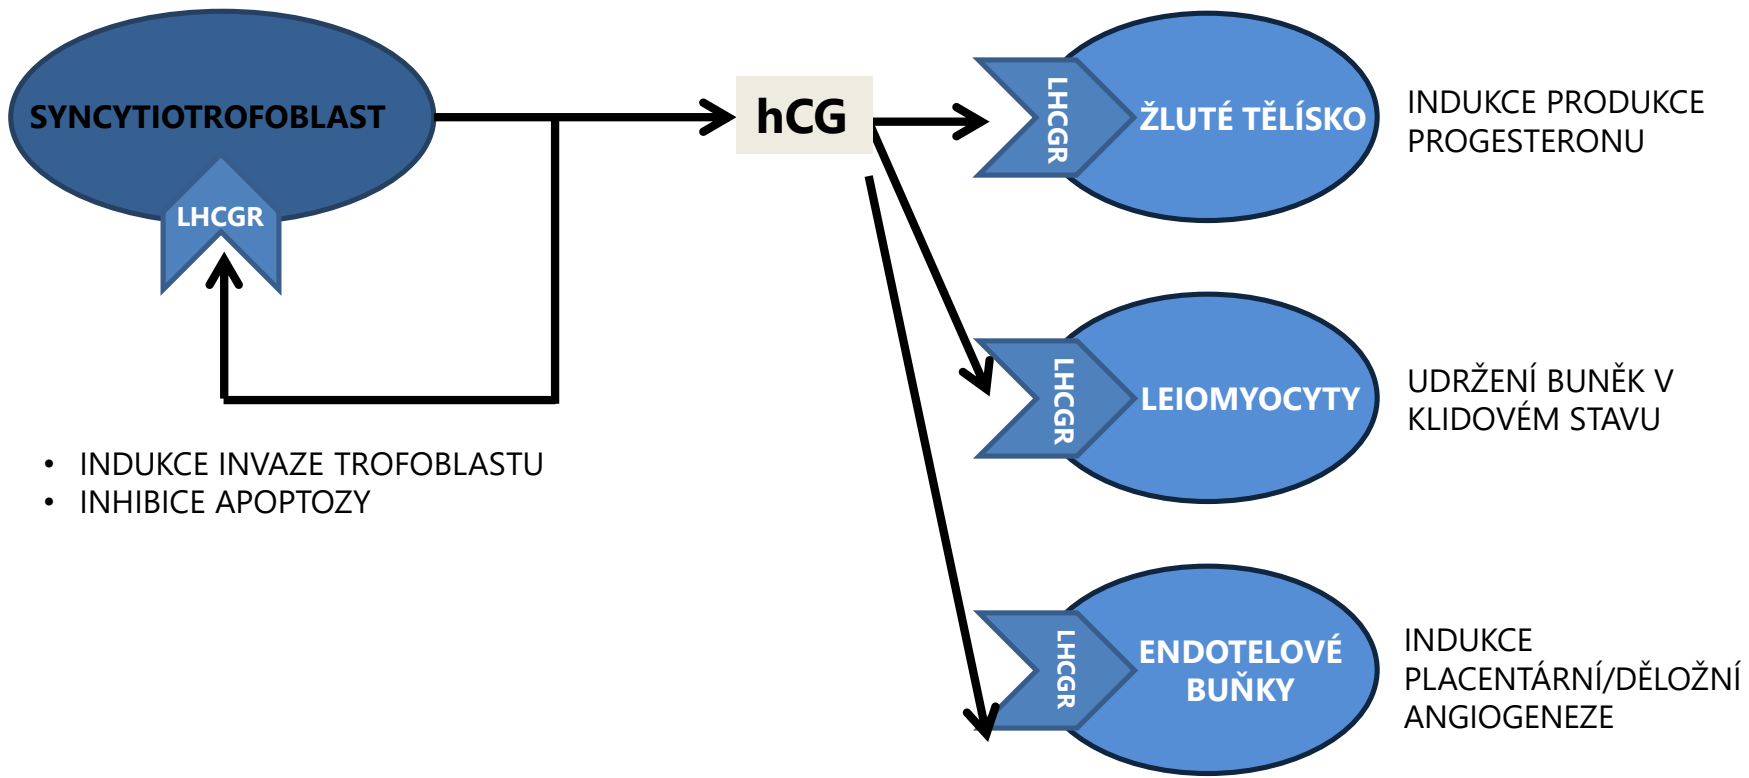 SYNCYTIOTROFOBLAST
LHCGR
• INDUKCE INVAZE TROFOBLASTU
• INHIBICE APOPTOZY
hCG
LHCGR
ŽLUTÉ TĚLÍSKO
INDUKCE PRODUKCE
PROGESTERONU
LHCGR
LEIOMYOCYTY
UDRŽENÍ BUNĚK V
KLIDOVÉM STAVU
LHCGR
ENDOTELOVÉ
BUŇKY
INDUKCE
PLACENTÁRNÍ/DĚLOŽNÍ
ANGIOGENEZE